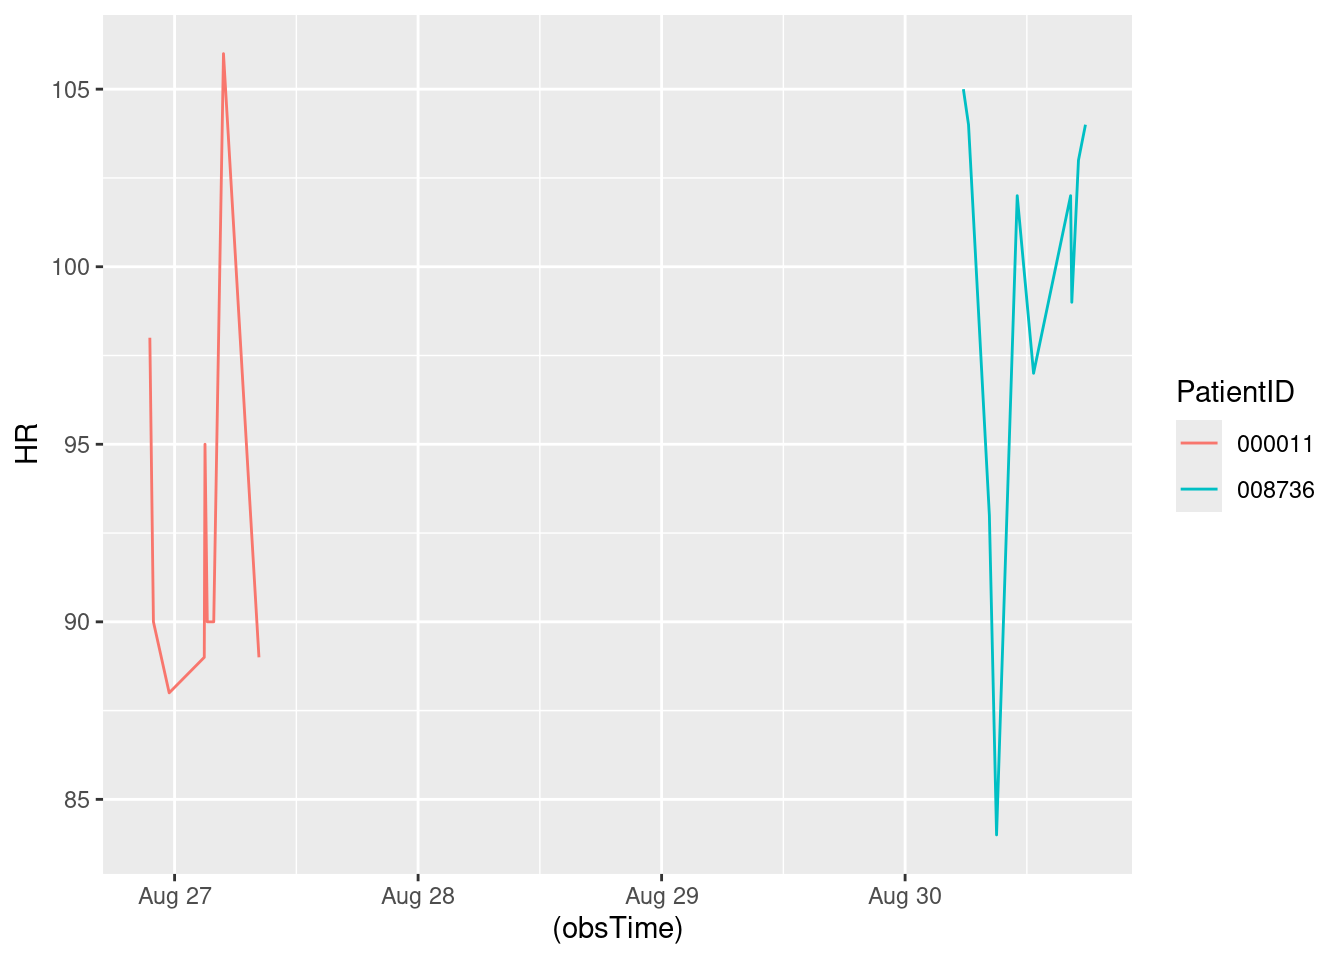 105
100
95
90
85
HR
Aug 27
Aug 28
Aug 29
Aug 30
(obsTime)
PatientID
000011
008736